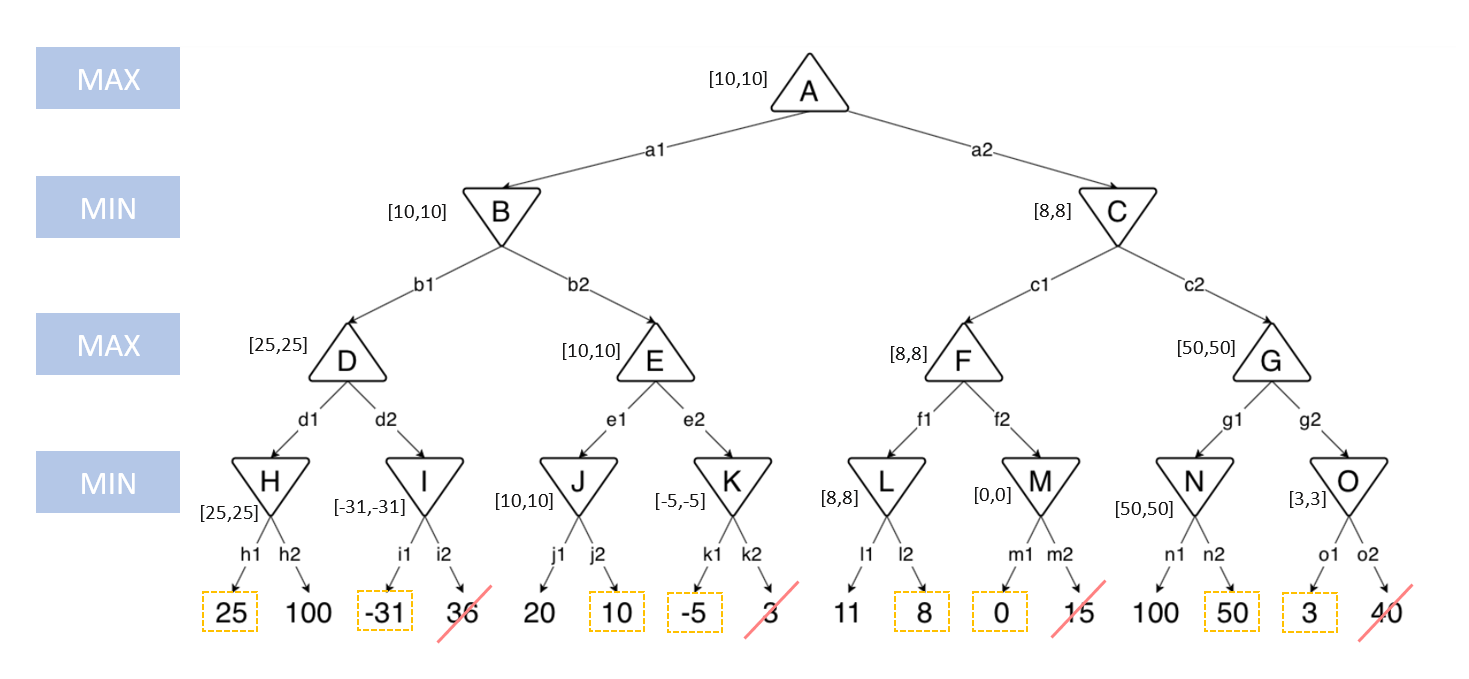 MAX
[10,10]
A
a1
a2
MIN
[10,10]
B
[8,8]
C
b1
b2
c1
c2
MAX
[25,25]
D
[10,10]
E
[8,8]
F
[50,50]
G
d1
d2
e1
e2
f1
f2
g1
g2
MIN
H
[25,25]
I
[-31,-31]
J
[10,10]
K
[-5,-5]
L
[8,8]
M
[0,0]
N
[50,50]
O
[3,3]
h1 h2
i1 i2
j1 j2
k1 k2
l1 l2
m1 m2
n1 n2
o1 o2
25 100 -31 36 20 10 -5 3 11 8 0 15 100 50 3 40